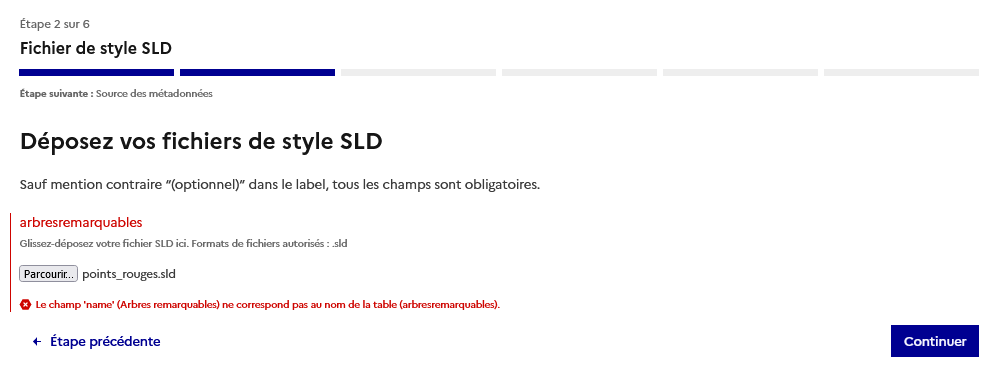 Étape 2 sur 6
Fichier de style SLD
Étape suivante : Source des métadonnées
Déposez vos fichiers de style SLD
Sauf mention contraire “(optionnel)” dans le label, tous les champs sont obligatoires.
arbresremarquables
Glissez-déposez votre fichier SLD ici. Formats de fichiers autorisés : .sld
Parcourir... points_rouges.sld
Le champ 'name' (Arbres remarquables) ne correspond pas au nom de la table (arbresremarquables).
Étape précédente
Continuer